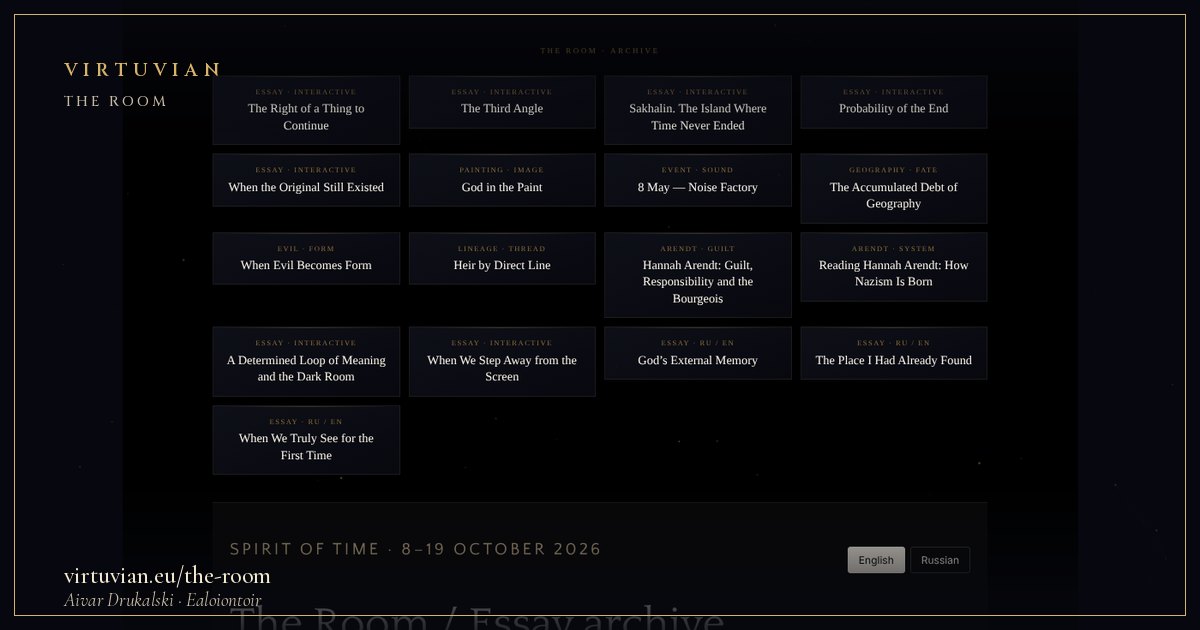 THE ROOM · ARCHIVE
VIRTUVIAN
THE ROOM
ESSAY · INTERACTIVE
The Right of a Thing to
Continue
ESSAY · INTERACTIVE
The Third Angle
ESSAY · INTERACTIVE
Sakhalin. The Island Where
Time Never Ended
ESSAY · INTERACTIVE
Probability of the End
ESSAY · INTERACTIVE
When the Original Still Existed
PAINTING · IMAGE
God in the Paint
EVENT · SOUND
8 May — Noise Factory
GEOGRAPHY · FATE
The Accumulated Debt of
Geography
EVIL · FORM
When Evil Becomes Form
LINEAGE · THREAD
Heir by Direct Line
ARENDT · GUILT
Hannah Arendt: Guilt,
Responsibility and the
Bourgeois
ARENDT · SYSTEM
Reading Hannah Arendt: How
Nazism Is Born
ESSAY · INTERACTIVE
A Determined Loop of Meaning
and the Dark Room
ESSAY · INTERACTIVE
When We Step Away from the
Screen
ESSAY · RU / EN
God’s External Memory
ESSAY · RU / EN
The Place I Had Already Found
ESSAY · RU / EN
When We Truly See for the
First Time
SPIRIT OF TIME · 8–19 OCTOBER 2026
English
Russian
virtuvian.eu/the-room
Aivar Drukalski · Ealoiontoir
The Room / Essay archive